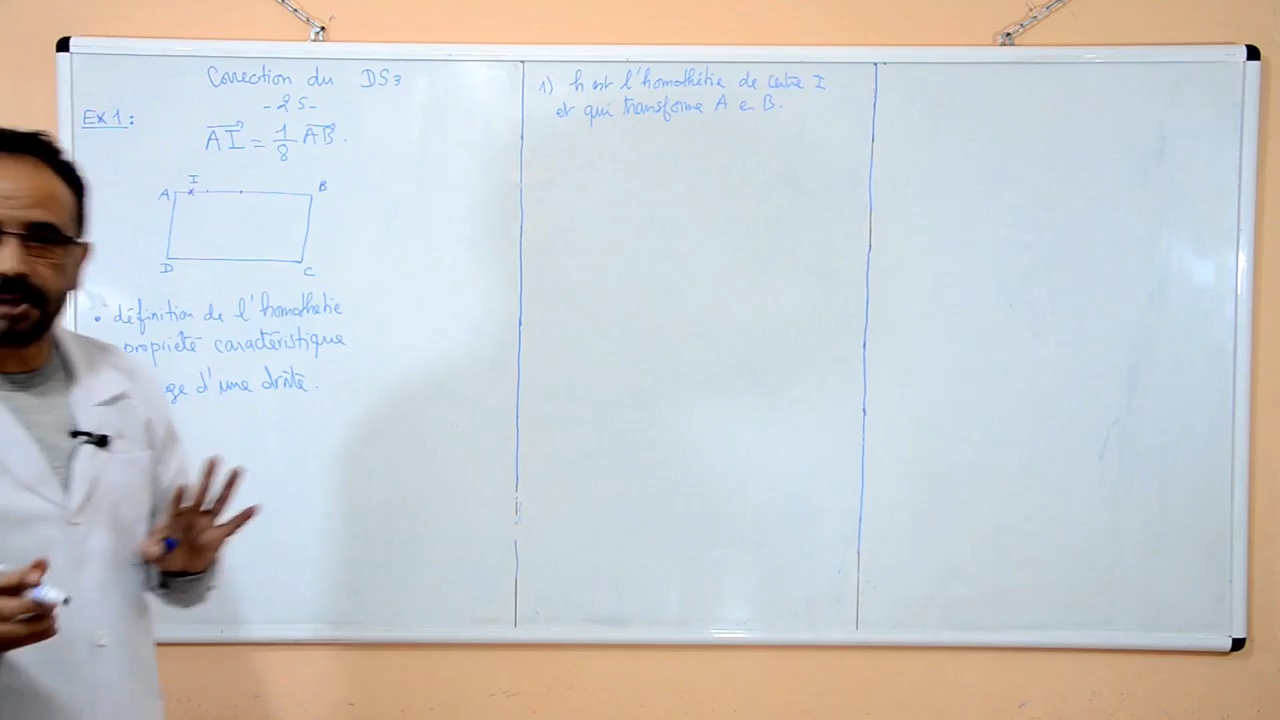 Correction du DS3
- 2S -
EX1:
AI = 1/8 AB.
I
A
B
D
C
• définition de l'homothetie
propriété caractéristique
ge d'une droite.
1) h est l'homothétie de centre I
et qui transforme A en B.